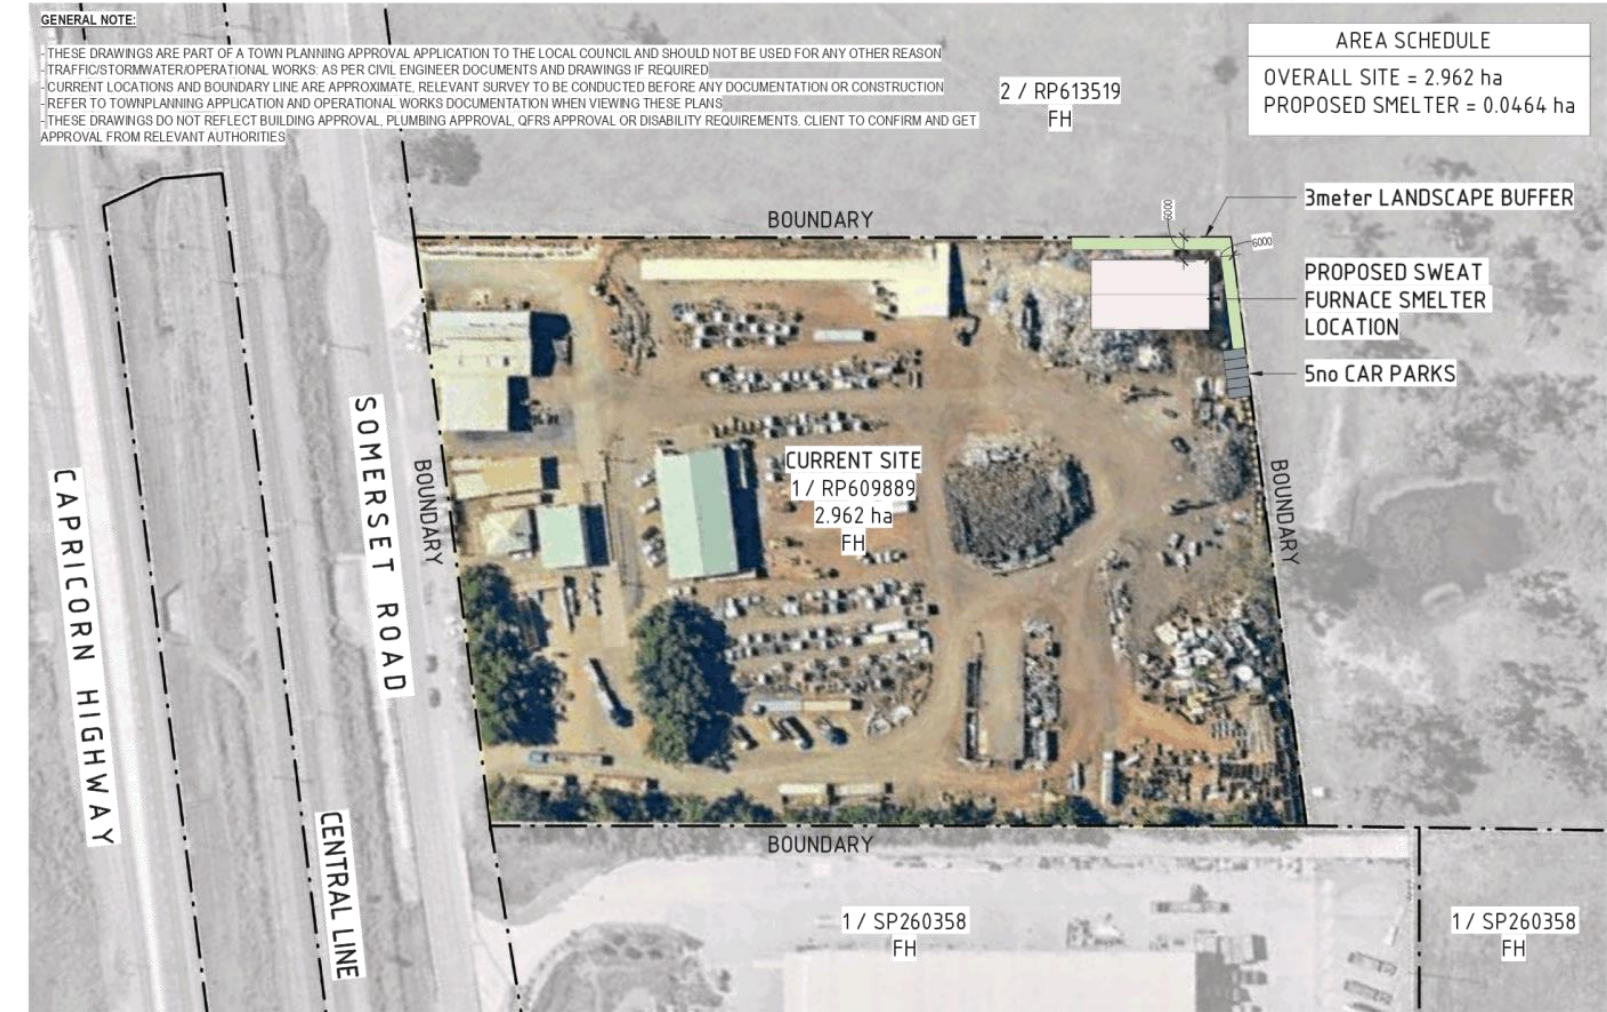 GENERAL NOTE:
- THESE DRAWINGS ARE PART OF A TOWN PLANNING APPROVAL APPLICATION TO THE LOCAL COUNCIL AND SHOULD NOT BE USED FOR ANY OTHER REASON
- TRAFFIC/STORMWATER/OPERATIONAL WORKS: AS PER CIVIL ENGINEER DOCUMENTS AND DRAWINGS IF REQUIRED
- CURRENT LOCATIONS AND BOUNDARY LINE ARE APPROXIMATE, RELEVANT SURVEY TO BE CONDUCTED BEFORE ANY DOCUMENTATION OR CONSTRUCTION
- REFER TO TOWNPLANNING APPLICATION AND OPERATIONAL WORKS DOCUMENTATION WHEN VIEWING THESE PLANS
- THESE DRAWINGS DO NOT REFLECT BUILDING APPROVAL, PLUMBING APPROVAL, QFRS APPROVAL OR DISABILITY REQUIREMENTS. CLIENT TO CONFIRM AND GET
APPROVAL FROM RELEVANT AUTHORITIES
2 / RP613519
FH
AREA SCHEDULE
OVERALL SITE = 2.962 ha
PROPOSED SMELTER = 0.0464 ha
BOUNDARY
6000
6000
3meter LANDSCAPE BUFFER
PROPOSED SWEAT
FURNACE SMELTER
LOCATION
5no CAR PARKS
CAPRICORN HIGHWAY
CENTRAL LINE
SOMERSET ROAD
BOUNDARY
CURRENT SITE
1 / RP609889
2.962 ha
FH
BOUNDARY
BOUNDARY
1 / SP260358
FH
1 / SP260358
FH